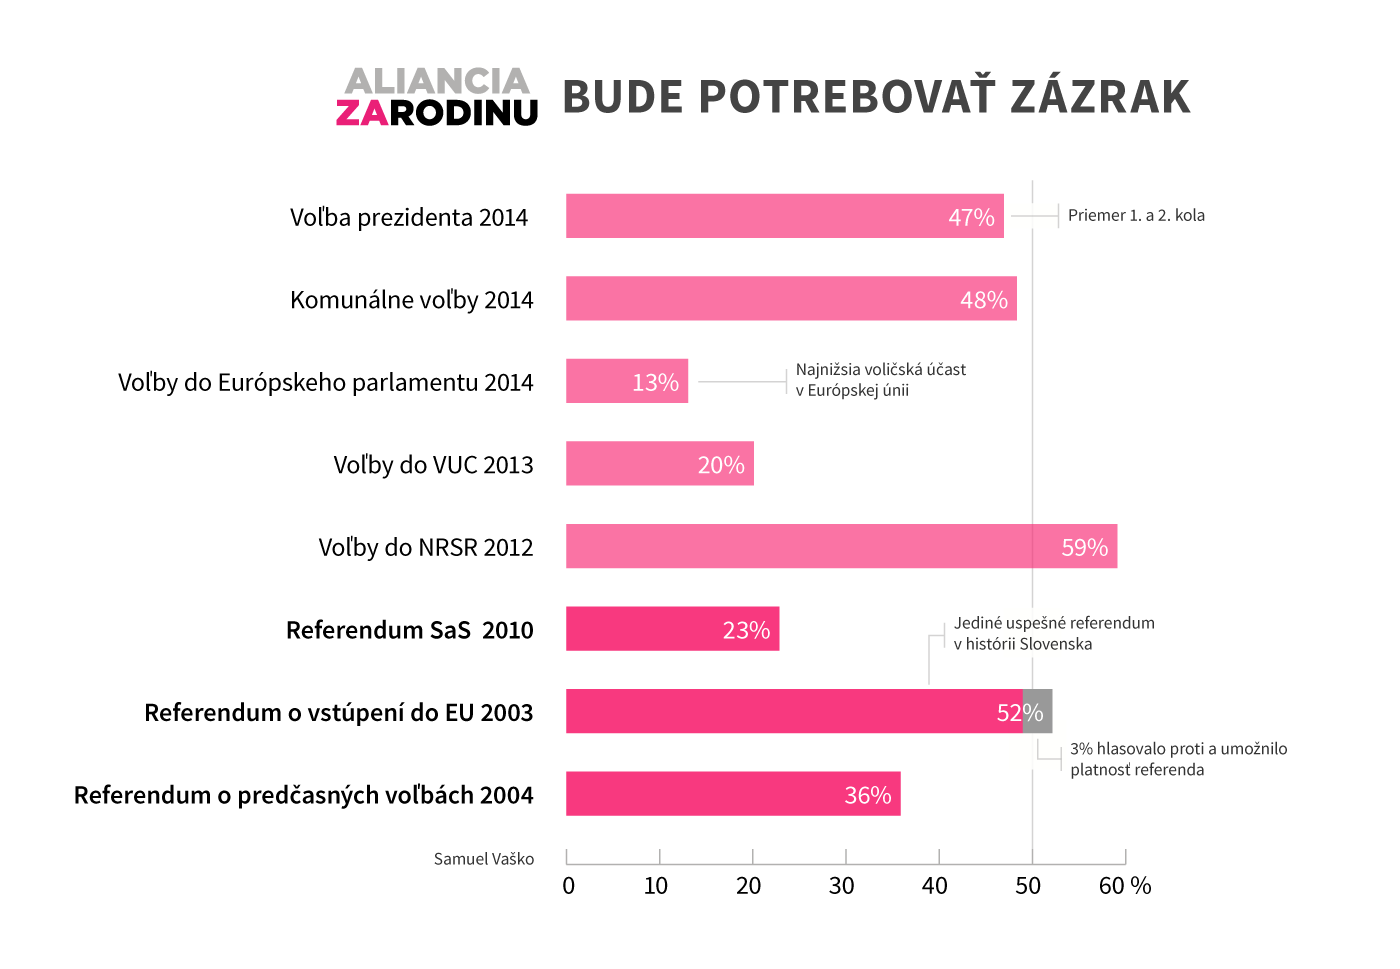 ALIANCIA
ZARODINU
BUDE POTREBOVAŤ ZÁZRAK
Voľba prezidenta 2014
47%
Priemer 1. a 2. kola
Komunálne voľby 2014
48%
Voľby do Európskeho parlamentu 2014
13%
Najnižsia voličská účast
v Európskej únii
Voľby do VUC 2013
20%
Voľby do NRSR 2012
59%
Referendum SaS 2010
23%
Jediné uspešné referendum
v histórii Slovenska
Referendum o vstúpení do EU 2003
52%
3% hlasovalo proti a umožnilo
platnosť referenda
Referendum o predčasných voľbách 2004
36%
Samuel Vaško
0 10 20 30 40 50 60 %